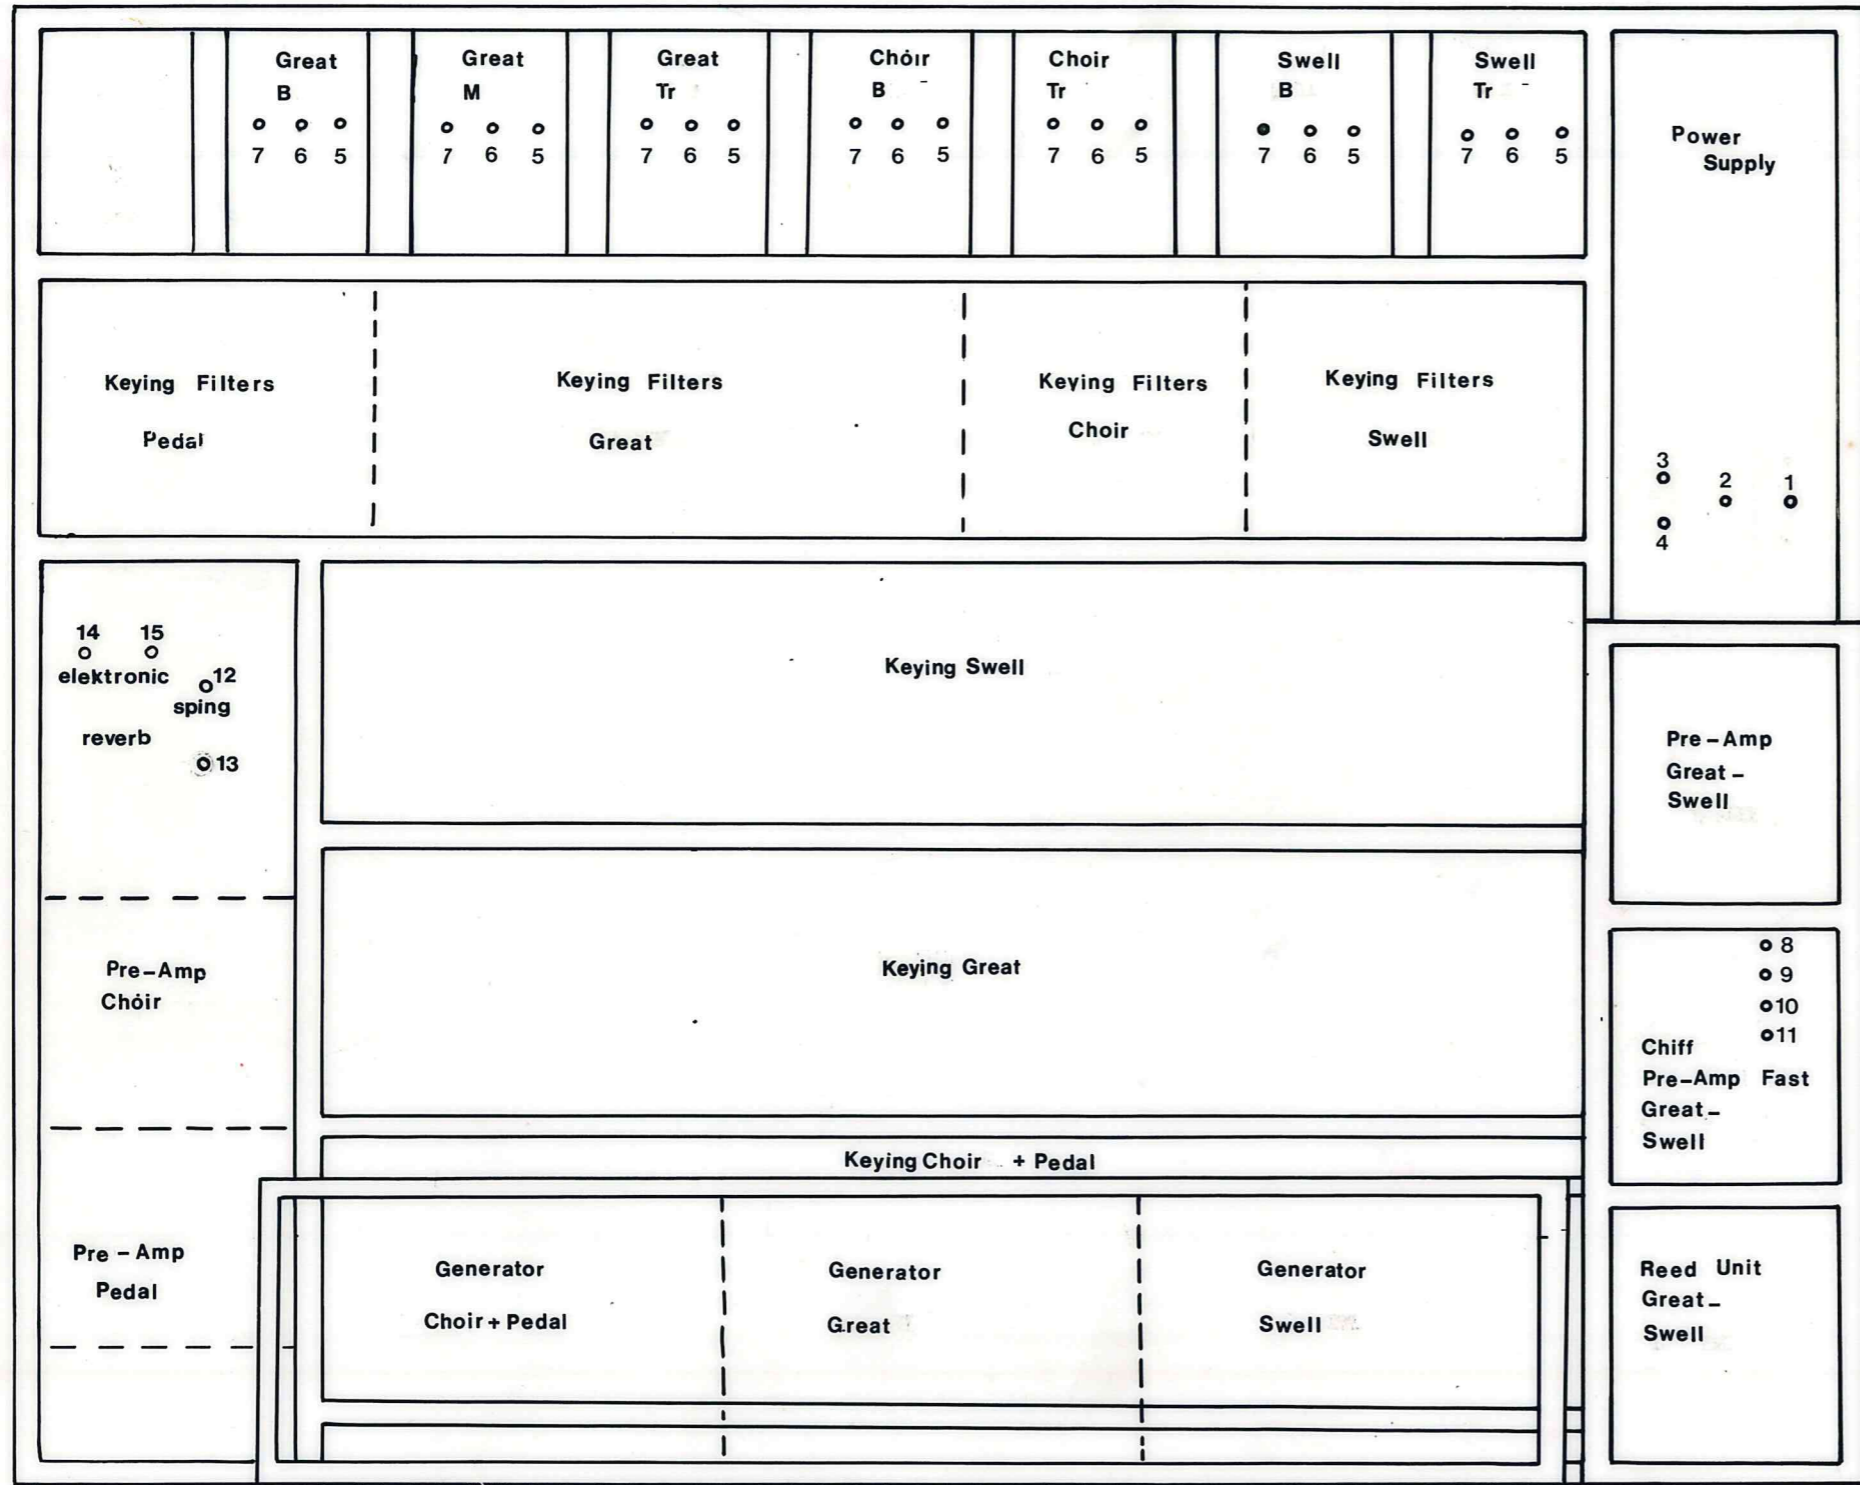 Great
B
7 6 5
Great
M
7 6 5
Great
Tr
7 6 5
Choir
B
7 6 5
Choir
Tr
7 6 5
Swell
B
7 6 5
Swell
Tr
7 6 5
Power
Supply
3
2
1
4
Keying Filters
Pedal
Keying Filters
Great
Keying Filters
Choir
Keying Filters
Swell
14 15
elektronic
12
sping
reverb
13
Keying Swell
Pre-Amp
Great-
Swell
Pre-Amp
Choir
Keying Great
8
9
10
11
Chiff
Pre-Amp Fast
Great-
Swell
Keying Choir + Pedal
Pre-Amp
Pedal
Generator
Choir + Pedal
Generator
Great
Generator
Swell
Reed Unit
Great-
Swell